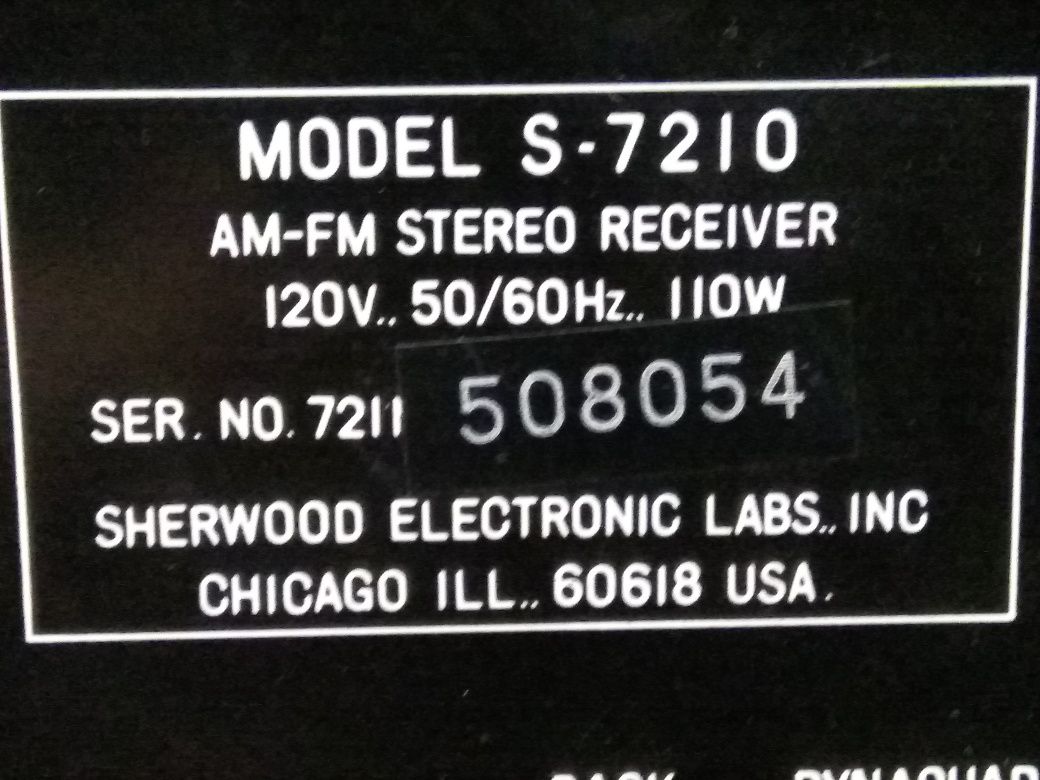 MODEL S-7210
AM-FM STEREO RECEIVER
120V.. 50/60Hz.. 110W
SER. NO. 7211 508054
SHERWOOD ELECTRONIC LABS., INC
CHICAGO ILL.. 60618 USA.